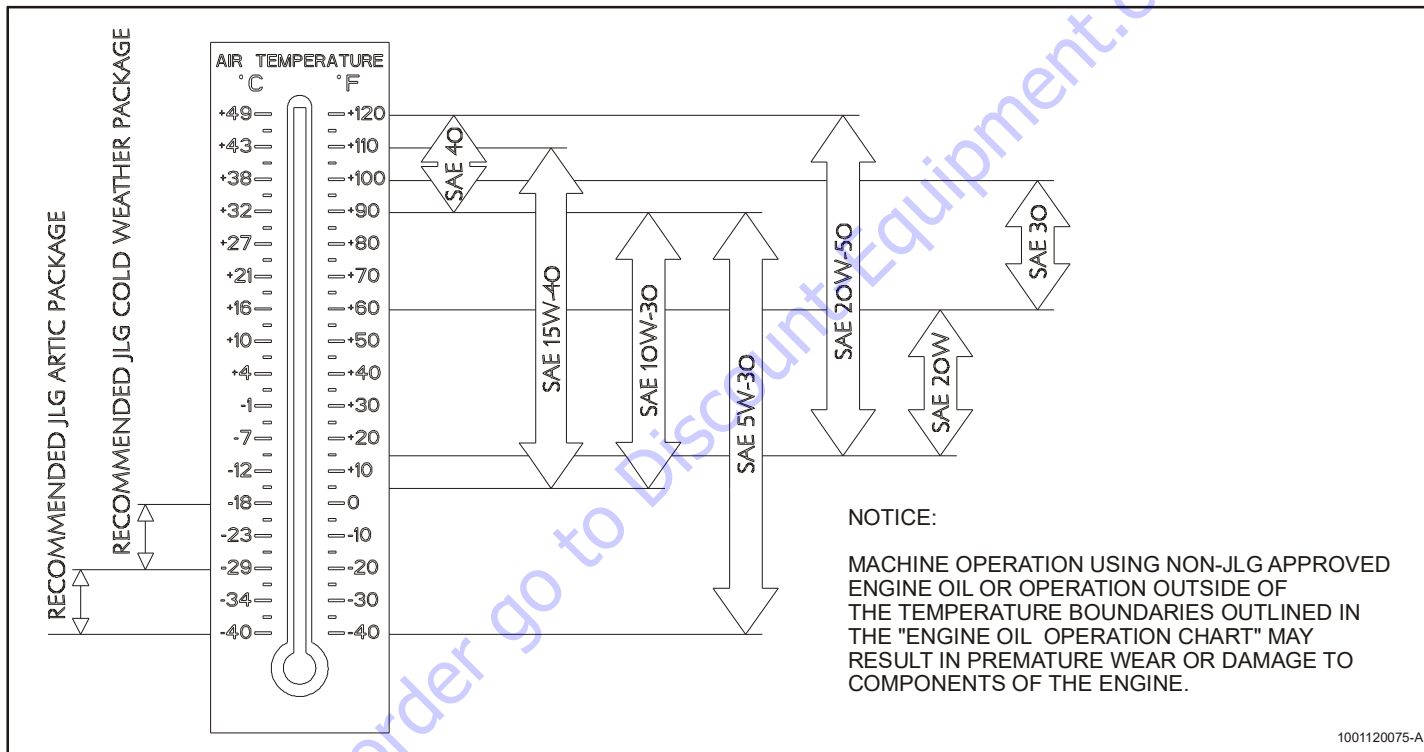 RECOMMENDED JLG ARTIC PACKAGE
RECOMMENDED JLG COLD WEATHER PACKAGE
AIR TEMPERATURE
°C °F
+49 +120
+43 +110
+38 +100
+32 +90
+27 +80
+21 +70
+16 +60
+10 +50
+4 +40
-1 +30
-7 +20
-12 +10
-18 0
-23 -10
-29 -20
-34 -30
-40 -40
SAE 40
SAE 15W-40
SAE 10W-30
SAE 5W-30
SAE 20W-50
SAE 20W
SAE 30
NOTICE:
MACHINE OPERATION USING NON-JLG APPROVED
ENGINE OIL OR OPERATION OUTSIDE OF
THE TEMPERATURE BOUNDARIES OUTLINED IN
THE "ENGINE OIL OPERATION CHART" MAY
RESULT IN PREMATURE WEAR OR DAMAGE TO
COMPONENTS OF THE ENGINE.
1001120075-A
order go to Discount-Equipment.c